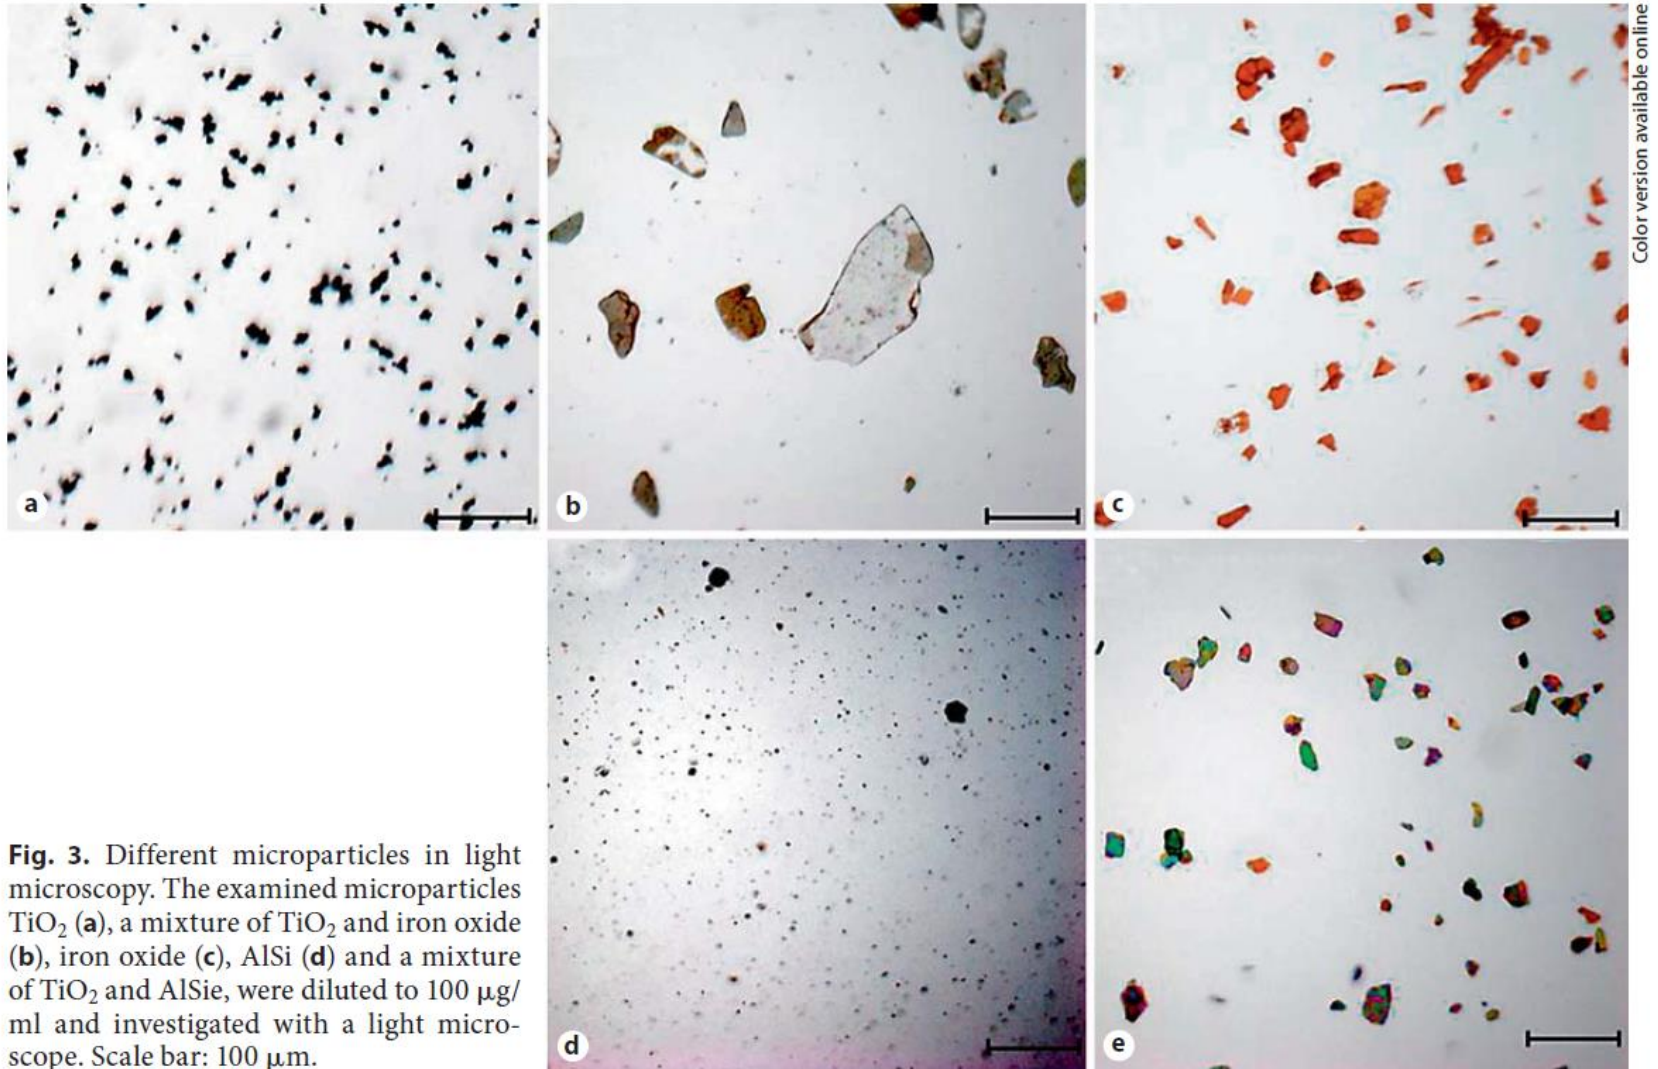 Color version available online
a
b
c
d
e
Fig. 3. Different microparticles in light
microscopy. The examined microparticles
TiO₂ (a), a mixture of TiO₂ and iron oxide
(b), iron oxide (c), AlSi (d) and a mixture
of TiO₂ and AlSie, were diluted to 100 μg/
ml and investigated with a light micro-
scope. Scale bar: 100 μm.